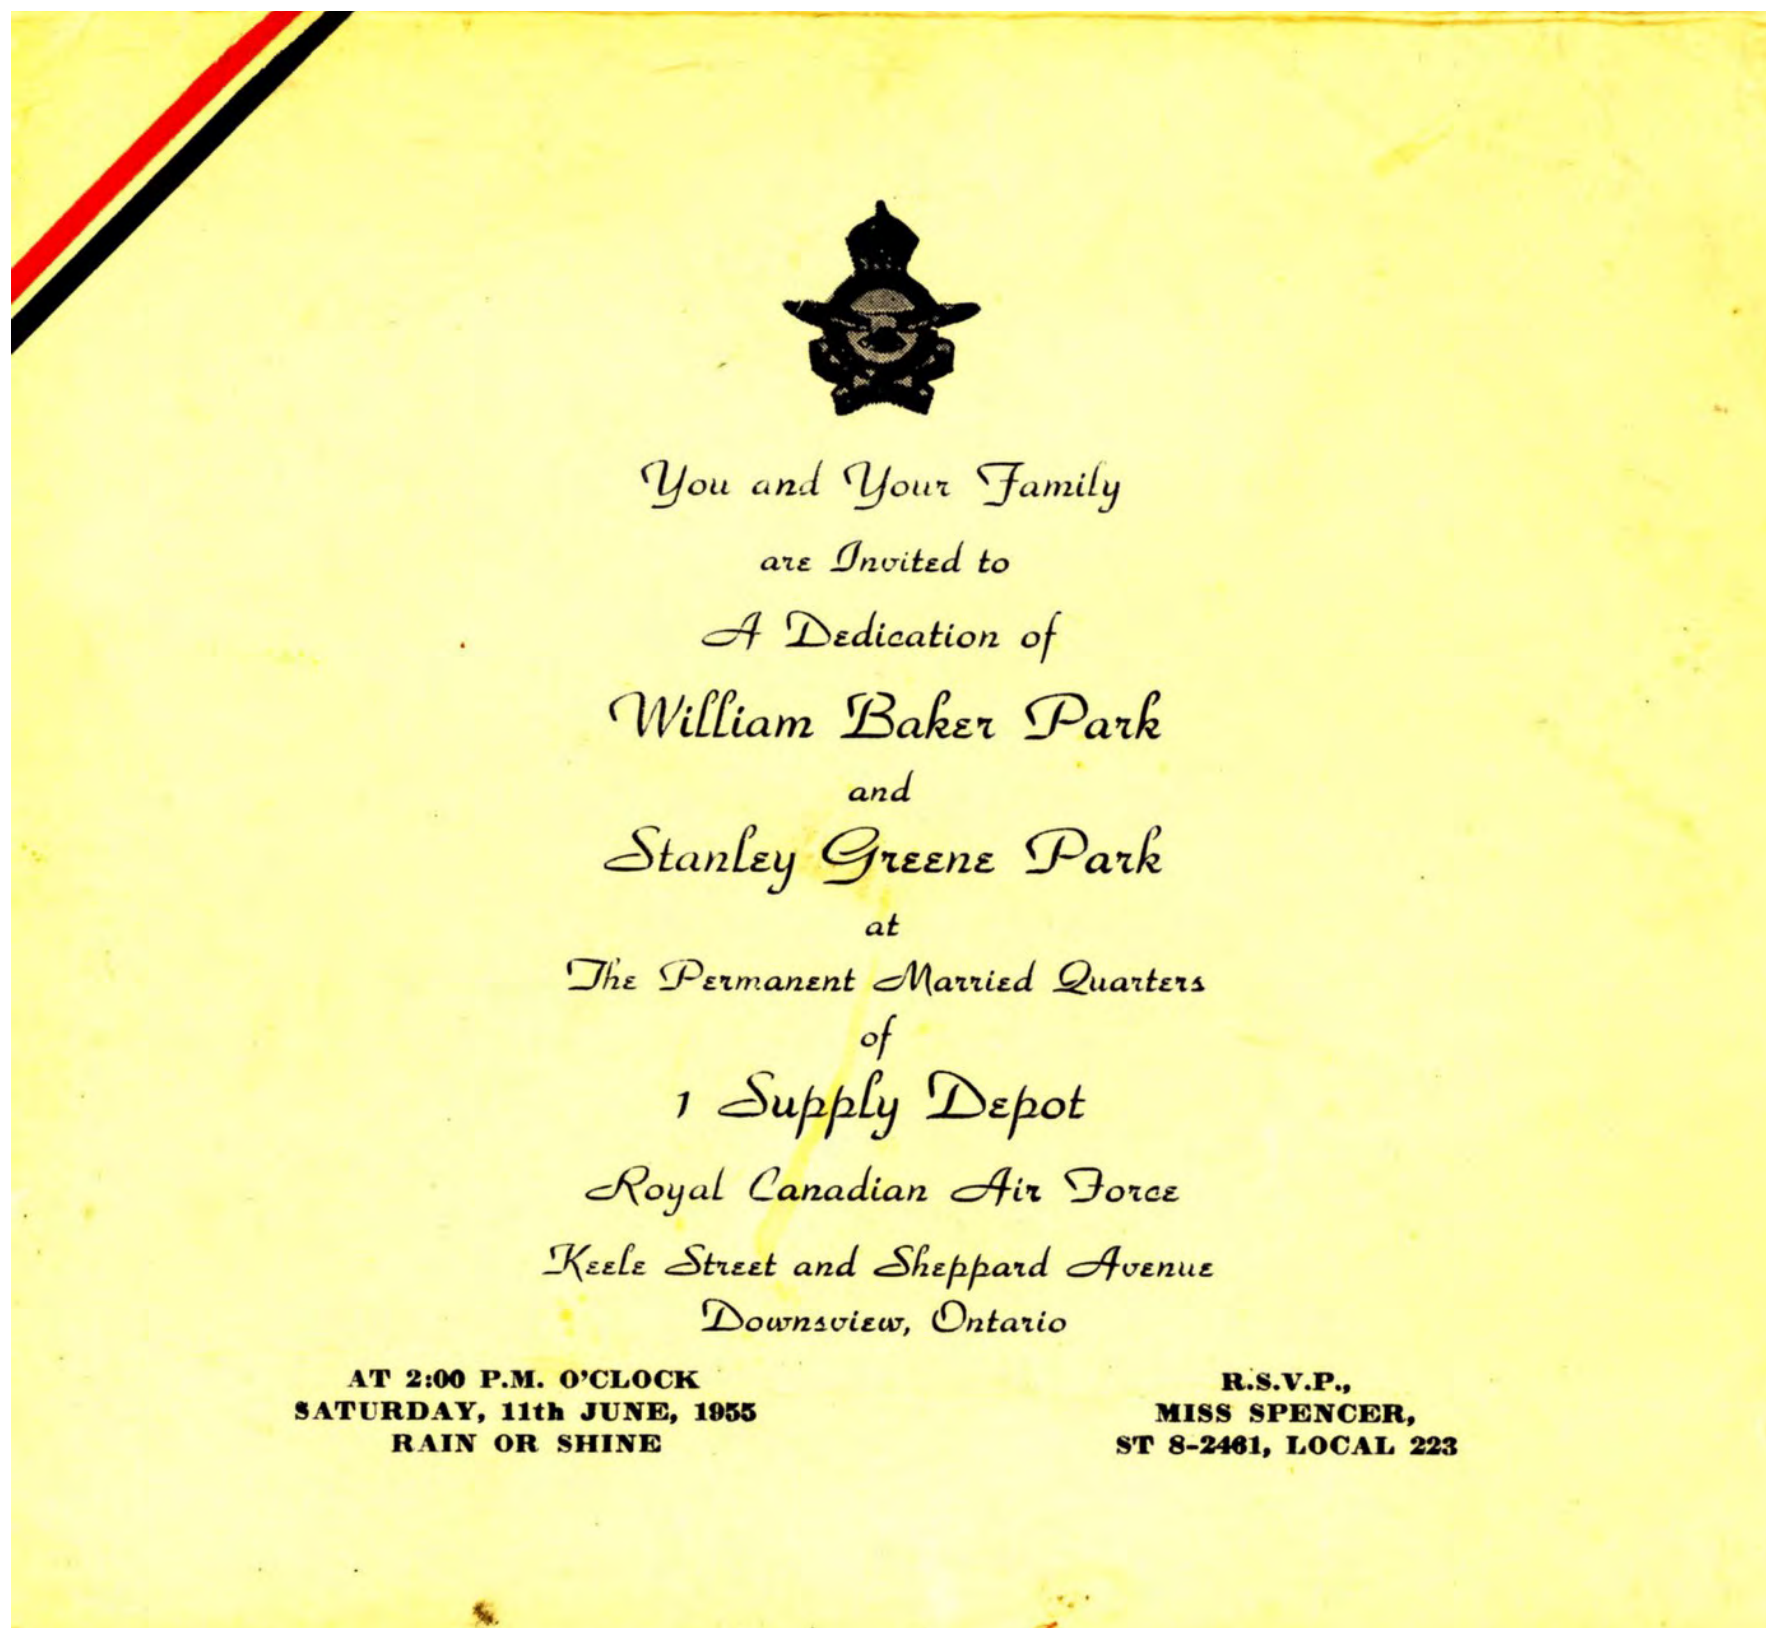 You and Your Family
are Invited to
A Dedication of
William Baker Park
and
Stanley Greene Park
at
The Permanent Married Quarters
of
1 Supply Depot
Royal Canadian Air Force
Keele Street and Sheppard Avenue
Downsview, Ontario
AT 2:00 P.M. O'CLOCK
SATURDAY, 11th JUNE, 1955
RAIN OR SHINE
R.S.V.P.,
MISS SPENCER,
ST 8-2461, LOCAL 223